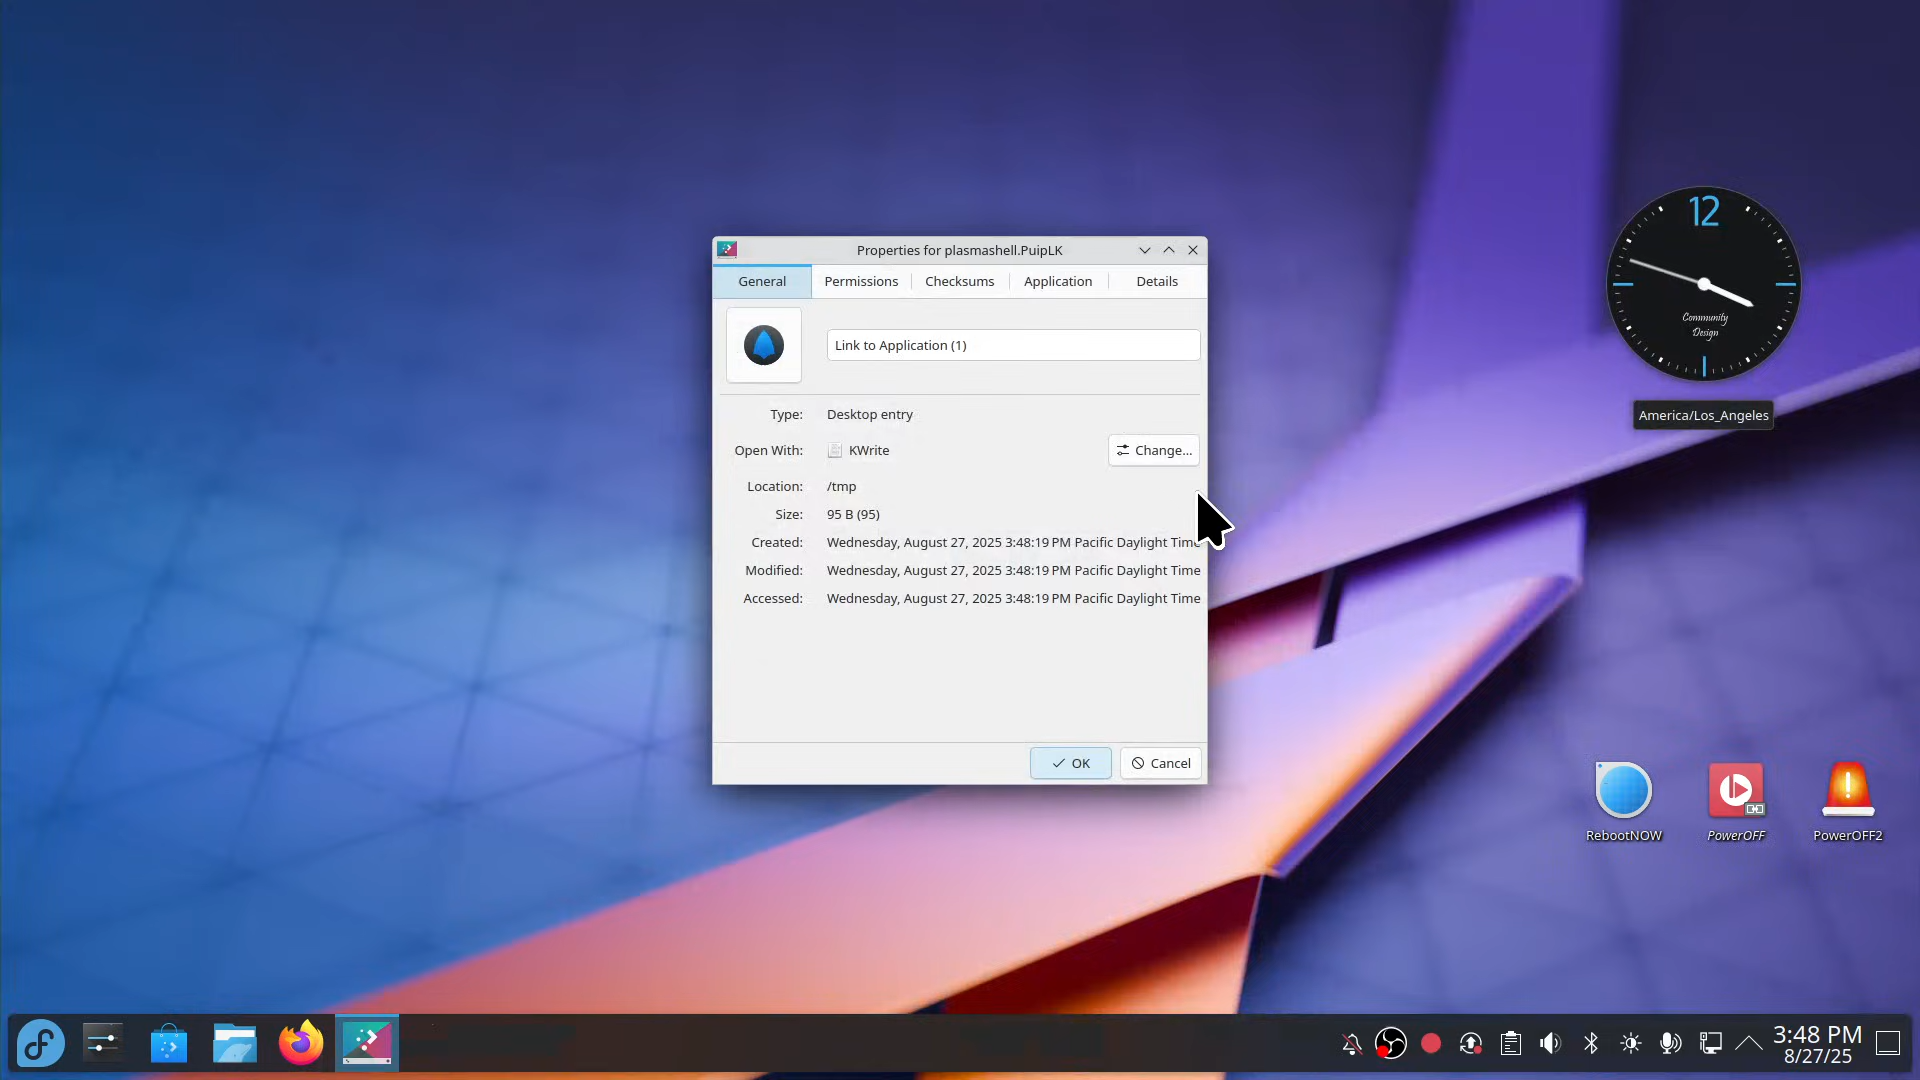 Properties for plasmashell.PuipLK
General
Permissions
Checksums
Application
Details
Link to Application (1)
Type: Desktop entry
Open With: KWrite
Change...
Location: /tmp
Size: 95 B (95)
Created: Wednesday, August 27, 2025 3:48:19 PM Pacific Daylight Time
Modified: Wednesday, August 27, 2025 3:48:19 PM Pacific Daylight Time
Accessed: Wednesday, August 27, 2025 3:48:19 PM Pacific Daylight Time
OK
Cancel
12
Community
Design
America/Los_Angeles
RebootNOW
PowerOFF
PowerOFF2
3:48 PM
8/27/25